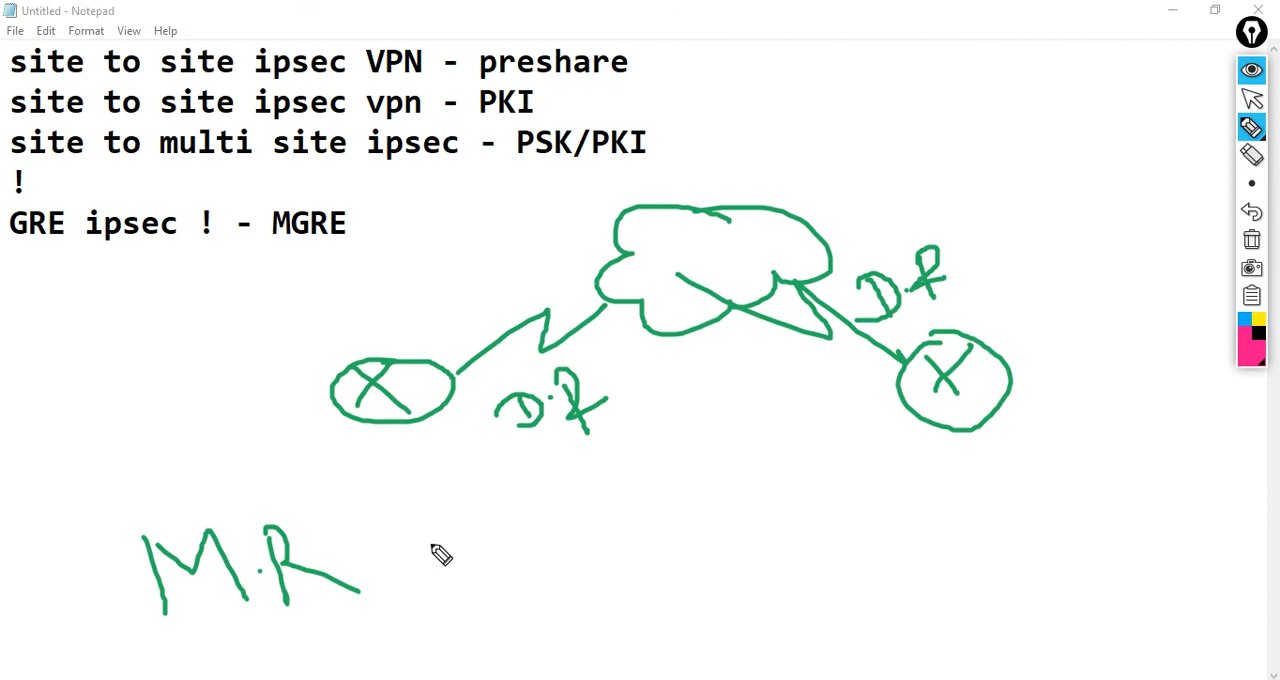 Untitled - Notepad
File Edit Format View Help
site to site ipsec VPN - preshare
site to site ipsec vpn - PKI
site to multi site ipsec - PSK/PKI
!
GRE ipsec ! - MGRE
D.R
X
X
D.R
M.R